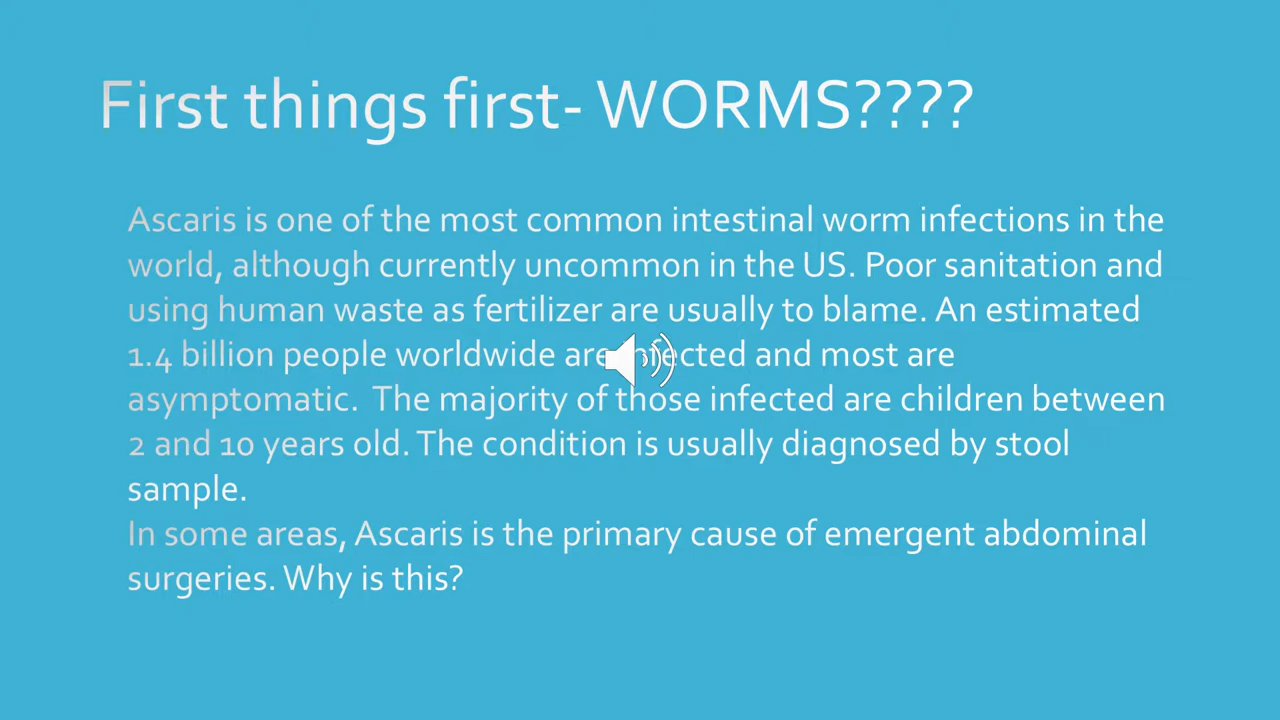 First things first- WORMS????
Ascaris is one of the most common intestinal worm infections in the
world, although currently uncommon in the US. Poor sanitation and
using human waste as fertilizer are usually to blame. An estimated
1.4 billion people worldwide are infected and most are
asymptomatic.  The majority of those infected are children between
2 and 10 years old. The condition is usually diagnosed by stool
sample.
In some areas, Ascaris is the primary cause of emergent abdominal
surgeries. Why is this?